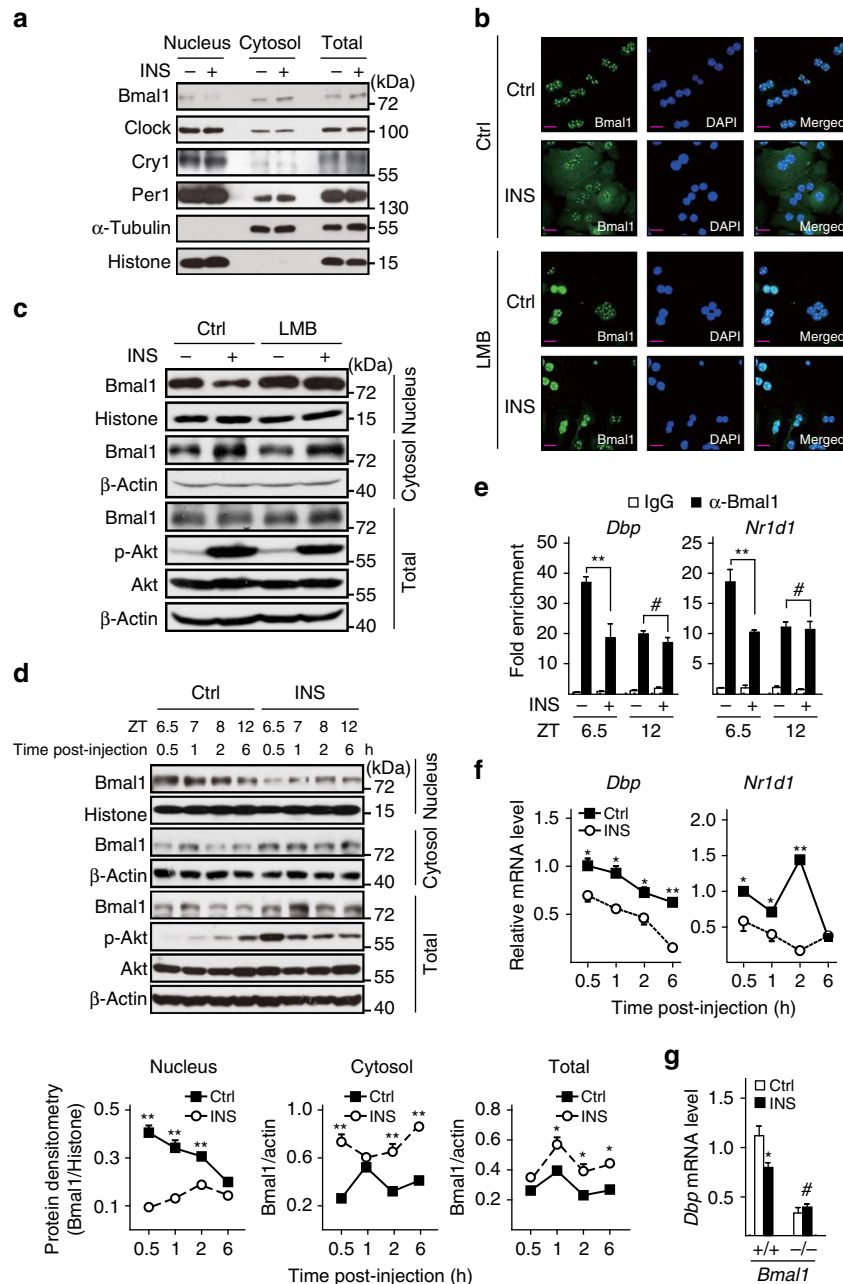 a
Nucleus Cytosol Total
INS − + − + − + (kDa)
Bmal1 72
Clock 100
Cry1 55
Per1 130
α-Tubulin 55
Histone 15
b
Ctrl
Ctrl Bmal1 DAPI Merged
INS Bmal1 DAPI Merged
LMB
Ctrl Bmal1 DAPI Merged
INS Bmal1 DAPI Merged
c
Ctrl LMB
INS − + − + (kDa)
Bmal1 72
Histone 15
Nucleus
Bmal1 72
β-Actin 40
Cytosol
Bmal1 72
p-Akt 55
Akt 55
β-Actin 40
Total
d
Ctrl INS
ZT 6.5 7 8 12 6.5 7 8 12
Time post-injection 0.5 1 2 6 0.5 1 2 6 h
(kDa)
Bmal1 72
Histone 15
Nucleus
Bmal1 72
β-Actin 40
Cytosol
Bmal1 72
p-Akt 55
Akt 55
β-Actin 40
Total
Nucleus
Protein densitometry
(Bmal1/Histone)
0.5
0.3
0.1
Ctrl
INS
** ** **
0.5 1 2 6
Cytosol
Bmal1/actin
1.0
0.6
0.2
Ctrl
INS
** ** **
0.5 1 2 6
Total
Bmal1/actin
0.8
0.6
0.4
0.2
Ctrl
INS
* * *
0.5 1 2 6
Time post-injection (h)
e
IgG α-Bmal1
Dbp
Fold enrichment
50
40
30
20
10
** #
Nr1d1
25
20
15
10
5
** #
INS − + − + − + − +
ZT 6.5 12 6.5 12
f
Dbp
Relative mRNA level
1.5
1.0
0.5
Ctrl
INS
* * * **
0.5 1 2 6
Nr1d1
2.0
1.5
1.0
0.5
* * **
0.5 1 2 6
Time post-injection (h)
g
Ctrl
INS
Dbp mRNA level
1.5
1.0
0.5
* #
+/+ −/−
Bmal1